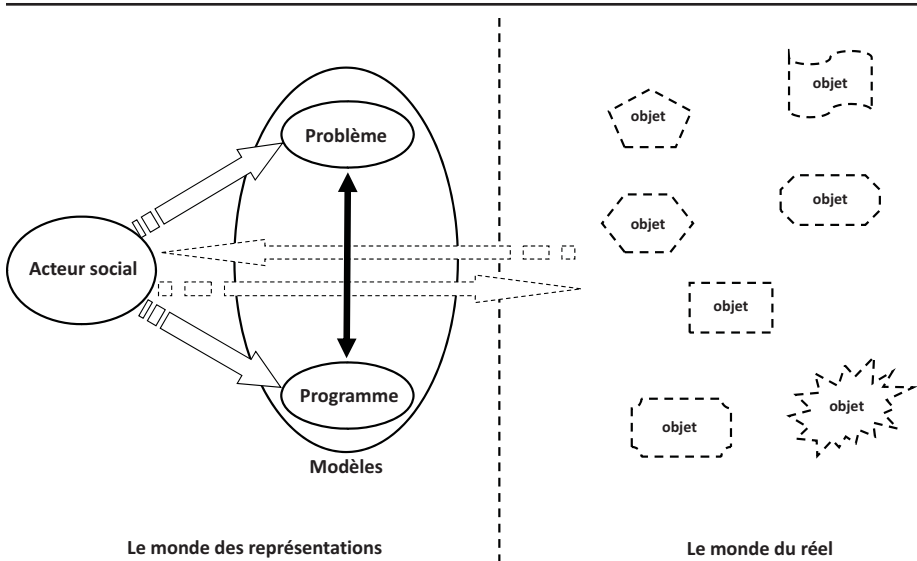 Problème
Acteur social
Programme
Modèles
objet
objet
objet
objet
objet
objet
objet
Le monde des représentations
Le monde du réel